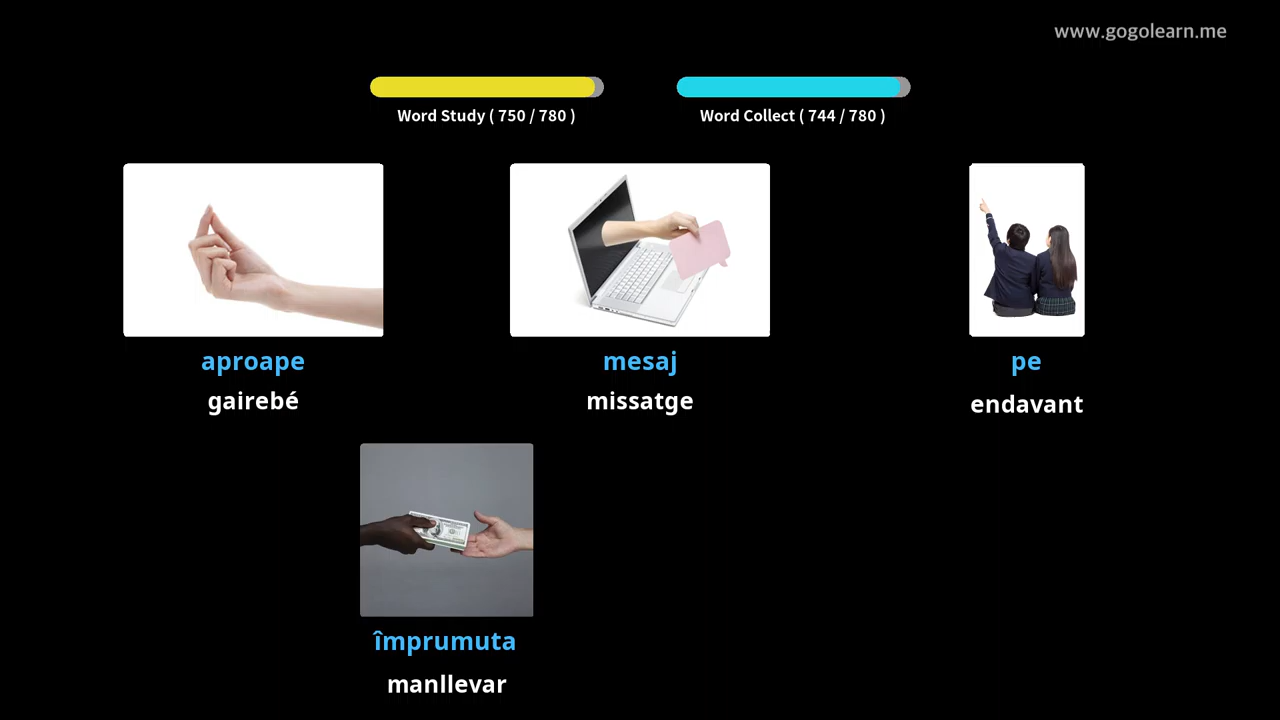 www.gogolearn.me
Word Study ( 750 / 780 )
Word Collect ( 744 / 780 )
aproape
gairebé
mesaj
missatge
pe
endavant
împrumuta
manllevar